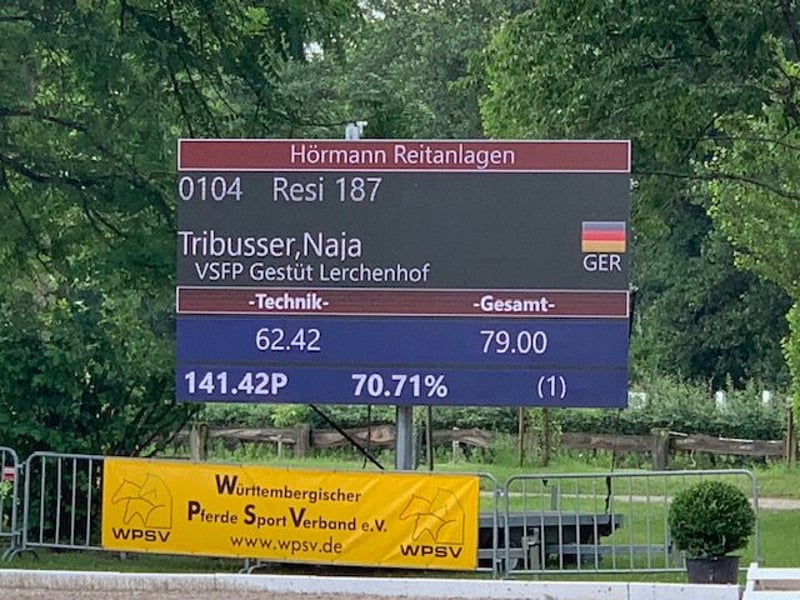 Hörmann Reitanlagen
0104 Resi 187
Tribusser,Naja
VSFP Gestüt Lerchenhof
GER
-Technik- -Gesamt-
62.42 79.00
141.42P 70.71% (1)
Württembergischer
Pferde Sport Verband e.V.
www.wpsv.de
WPSV
WPSV